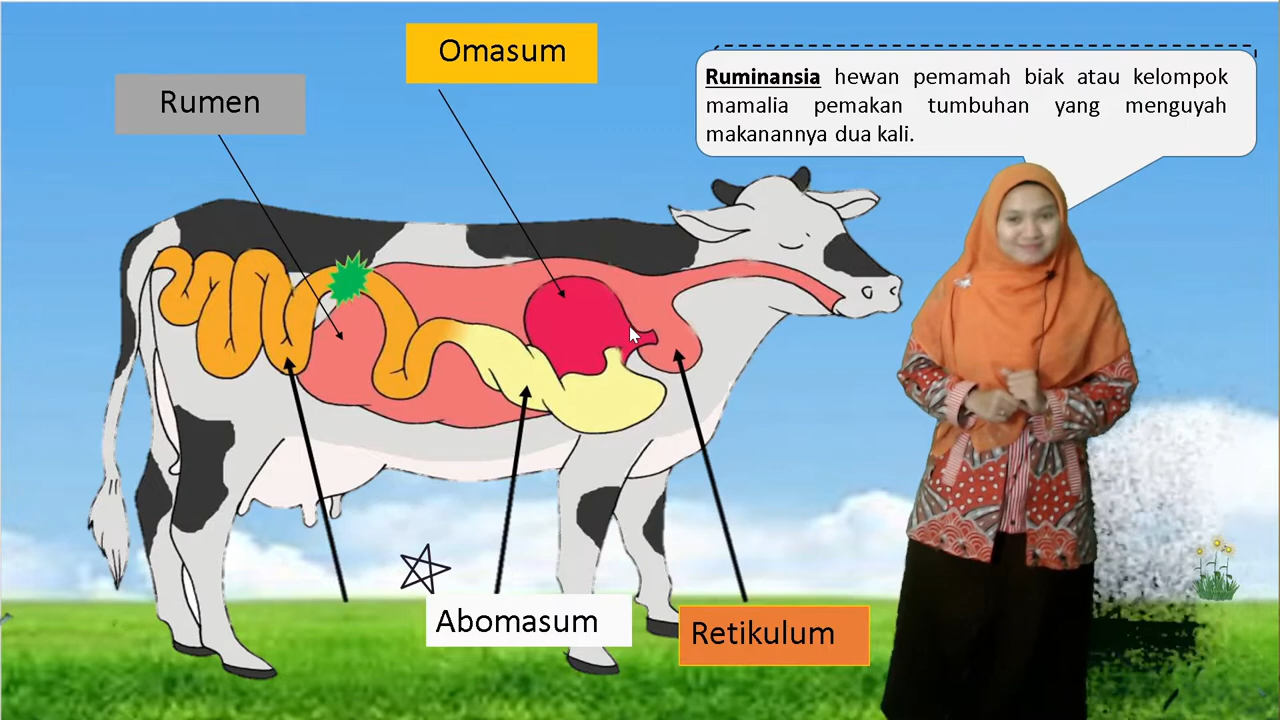 Omasum
Rumen
Ruminansia hewan pemamah biak atau kelompok
mamalia pemakan tumbuhan yang menguyah
makanannya dua kali.
Abomasum
Retikulum